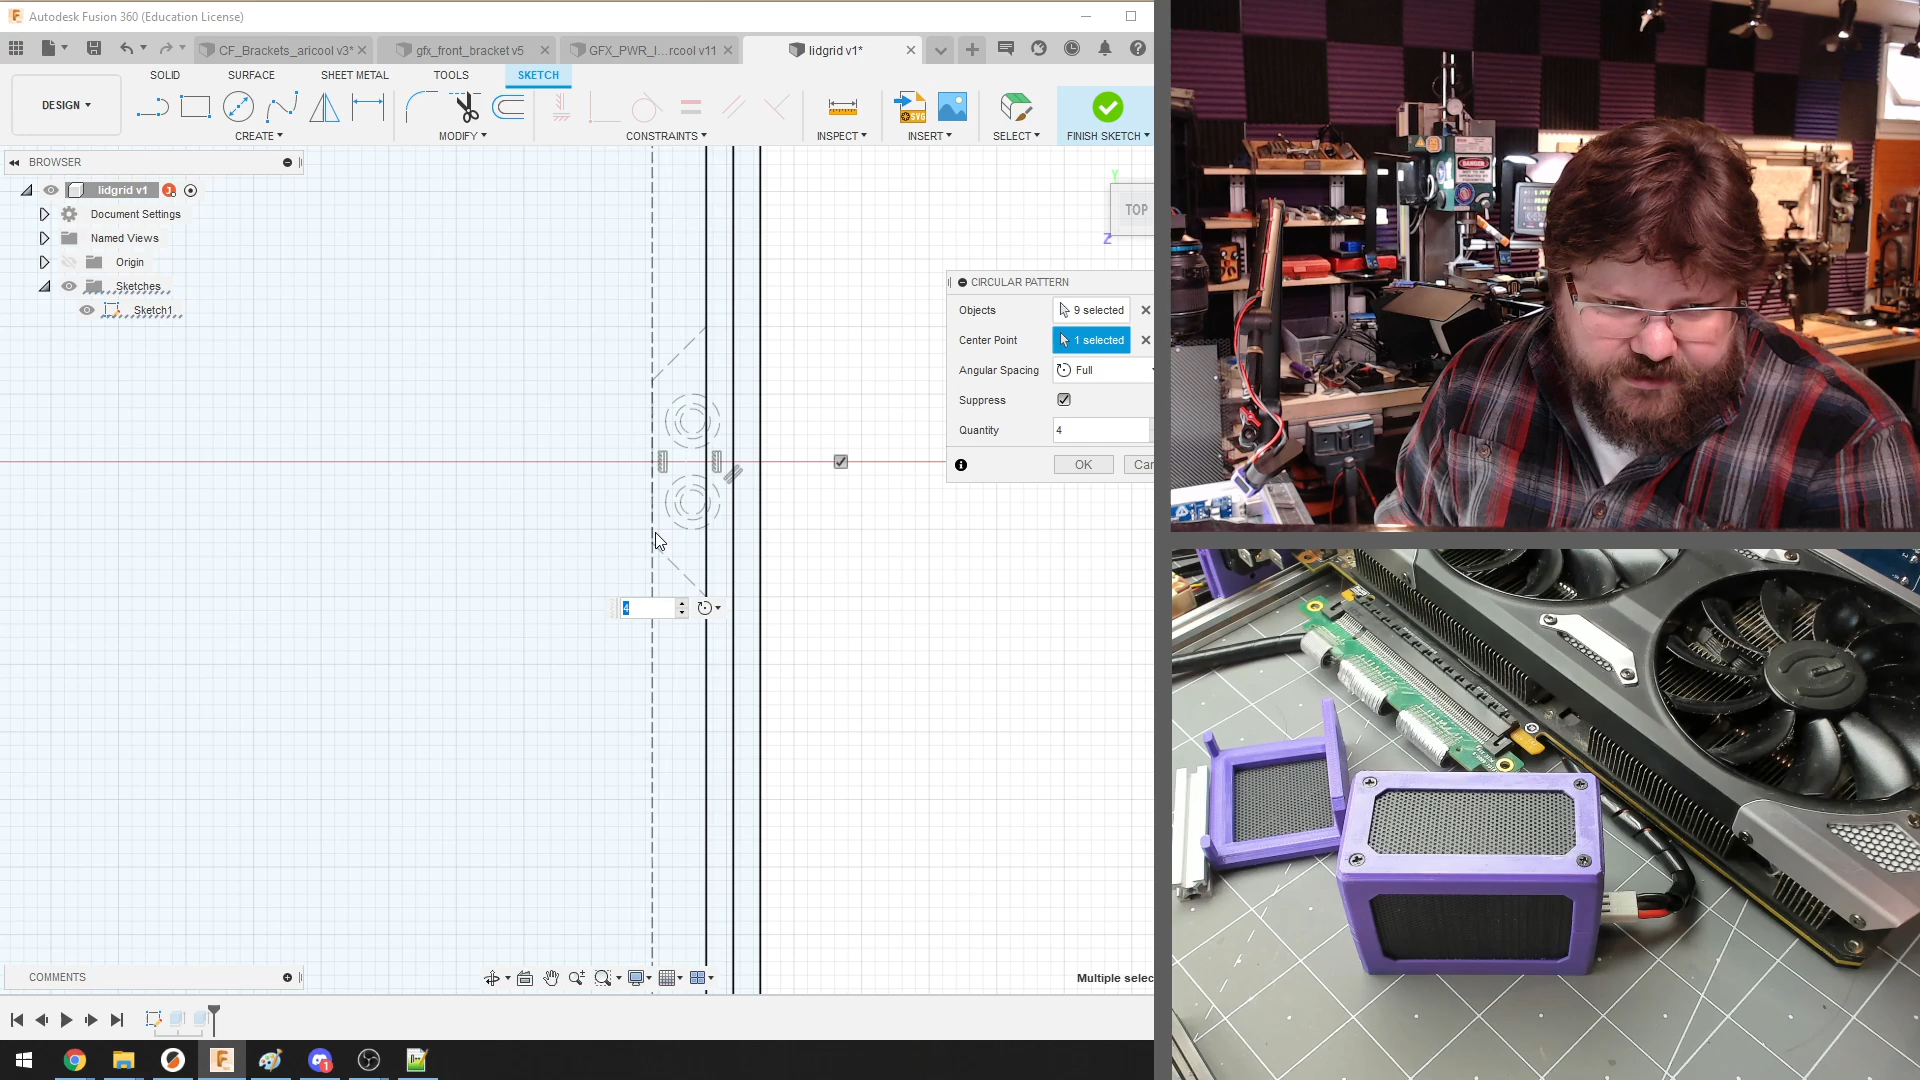 Autodesk Fusion 360 (Education License)
CF_Brackets_aricool v3*
gfx_front_bracket v5
GFX_PWR_I...rcool v11
lidgrid v1*
SOLID
SURFACE
SHEET METAL
TOOLS
SKETCH
DESIGN
CREATE
MODIFY
CONSTRAINTS
INSPECT
INSERT
SELECT
FINISH SKETCH
BROWSER
lidgrid v1
Document Settings
Named Views
Origin
Sketches
Sketch1
Y
TOP
Z
CIRCULAR PATTERN
Objects
9 selected
Center Point
1 selected
Angular Spacing
Full
Suppress
Quantity
4
OK
Can
4
COMMENTS
Multiple selec
DANGER